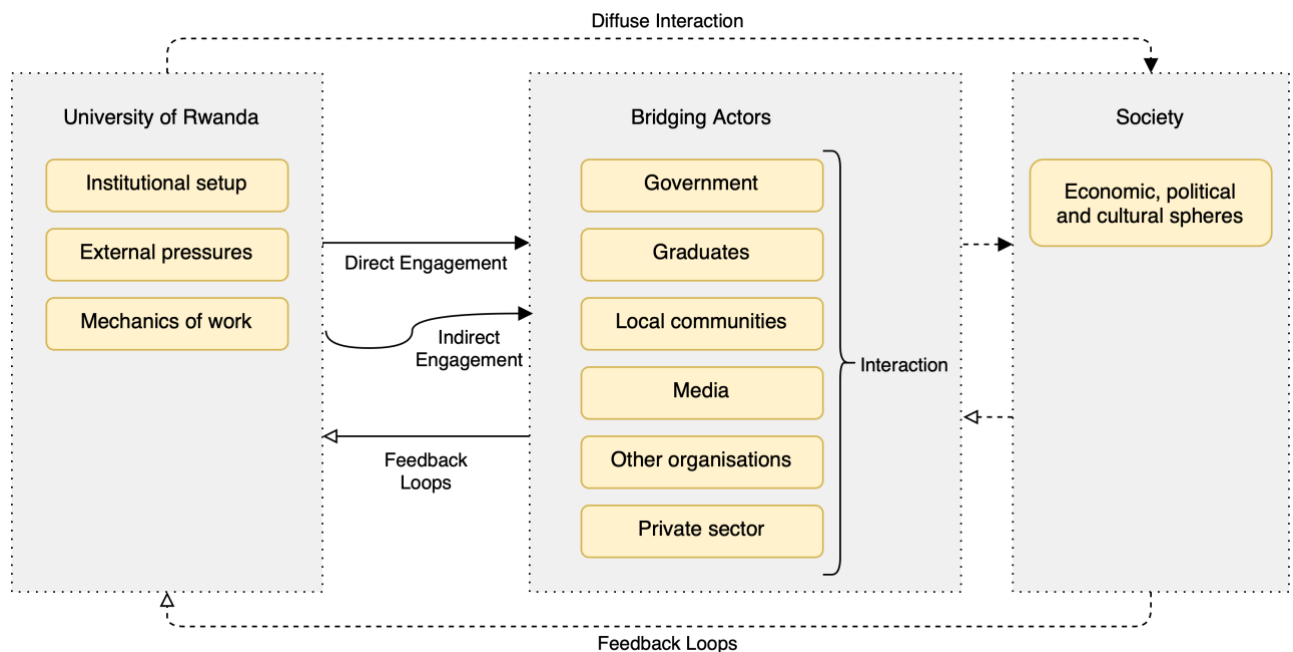 Diffuse Interaction
University of Rwanda
Institutional setup
External pressures
Mechanics of work
Direct Engagement
Indirect
Engagement
Feedback
Loops
Bridging Actors
Government
Graduates
Local communities
Media
Other organisations
Private sector
Interaction
Society
Economic, political
and cultural spheres
Feedback Loops